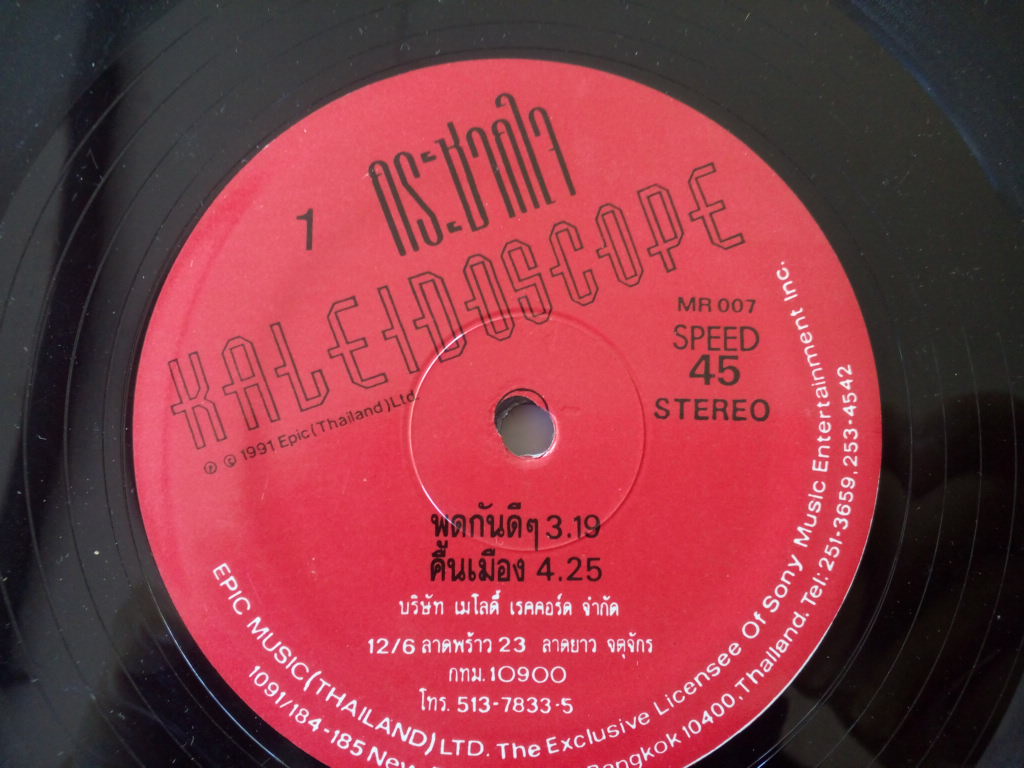 1
กระชากใจ
KALEIDOSCOPE
℗ © 1991 Epic (Thailand) Ltd.
MR 007
SPEED
45
STEREO
พูดกันดีๆ 3.19
คืนเมือง 4.25
บริษัท เมโลดี้ เรคคอร์ด จำกัด
12/6 ลาดพร้าว 23 ลาดยาว จตุจักร
กทม. 10900
โทร. 513-7833-5
EPIC MUSIC (THAILAND) LTD. The Exclusive Licensee Of Sony Music Entertainment Inc.
1091/184-185 New Bangkok 10400, Thailand. Tel: 251-3659, 253-4542